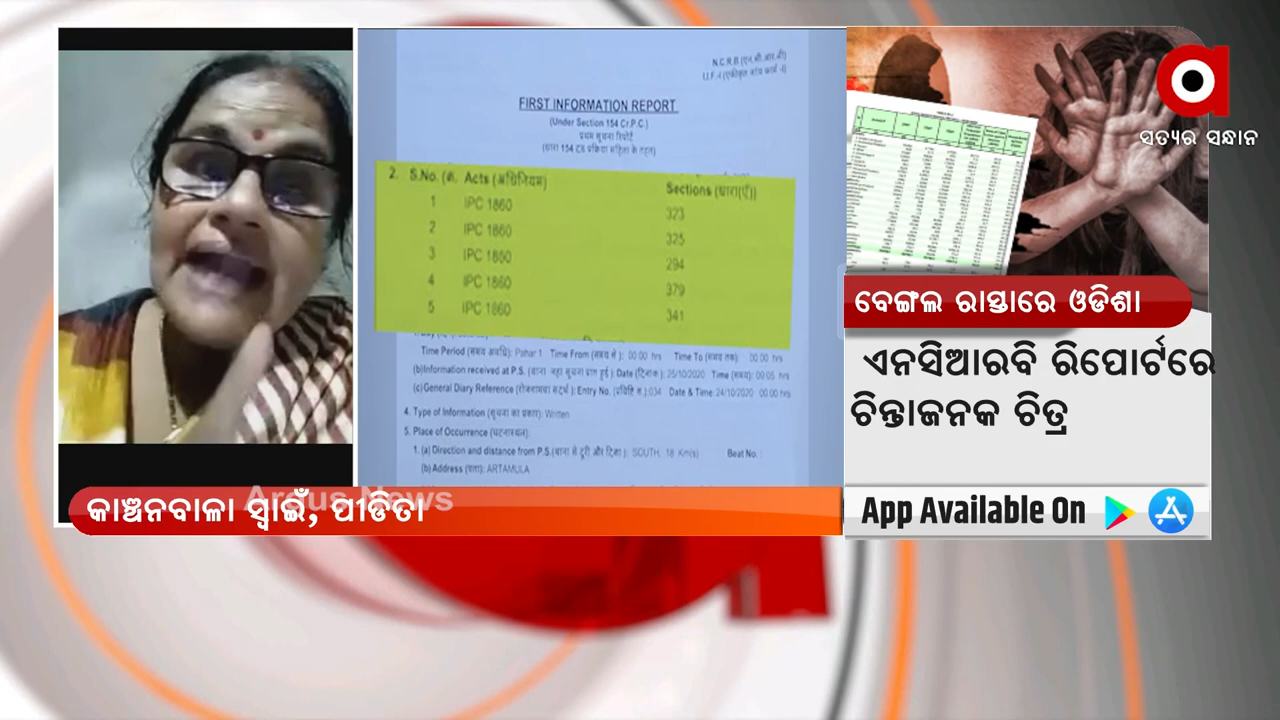 N.C.R.B (एन.सी.आर.बी)
I.I.F.-I (एकीकृत जांच फार्म -I)
FIRST INFORMATION REPORT
(Under Section 154 Cr.P.C.)
प्रथम सूचना रिपोर्ट
2. S.No. Acts (अधिनियम) Sections (धारा(एँ))
1 IPC 1860 323
2 IPC 1860 325
3 IPC 1860 294
4 IPC 1860 379
5 IPC 1860 341
Time Period (समय अवधि): Pahar 1 Time From (समय से): 00:00 hrs Time To (समय तक): 00:00 hrs
(b)Information received at P.S. Date (दिनांक): 25/10/2020 Time (समय): 00:05 hrs
(c)General Diary Reference Entry No. 034 Date & Time: 24/10/2020 00:00 hrs
4. Type of Information (सूचना का प्रकार): Written
5. Place of Occurrence (घटनास्थल):
1. (a) Direction and distance from P.S.(थाना से दूरी और दिशा): SOUTH, 18 Km(s) Beat No. :
(b) Address (पता): ARTAMULA
Argus News
କାଞ୍ଚନବାଳା ସ୍ୱାଇଁ, ପୀଡିତା
ସତ୍ୟର ସନ୍ଧାନ
ବେଙ୍ଗଲ ରାସ୍ତାରେ ଓଡିଶା
ଏନସିଆରବି ରିପୋର୍ଟରେ
ଚିନ୍ତାଜନକ ଚିତ୍ର
App Available On